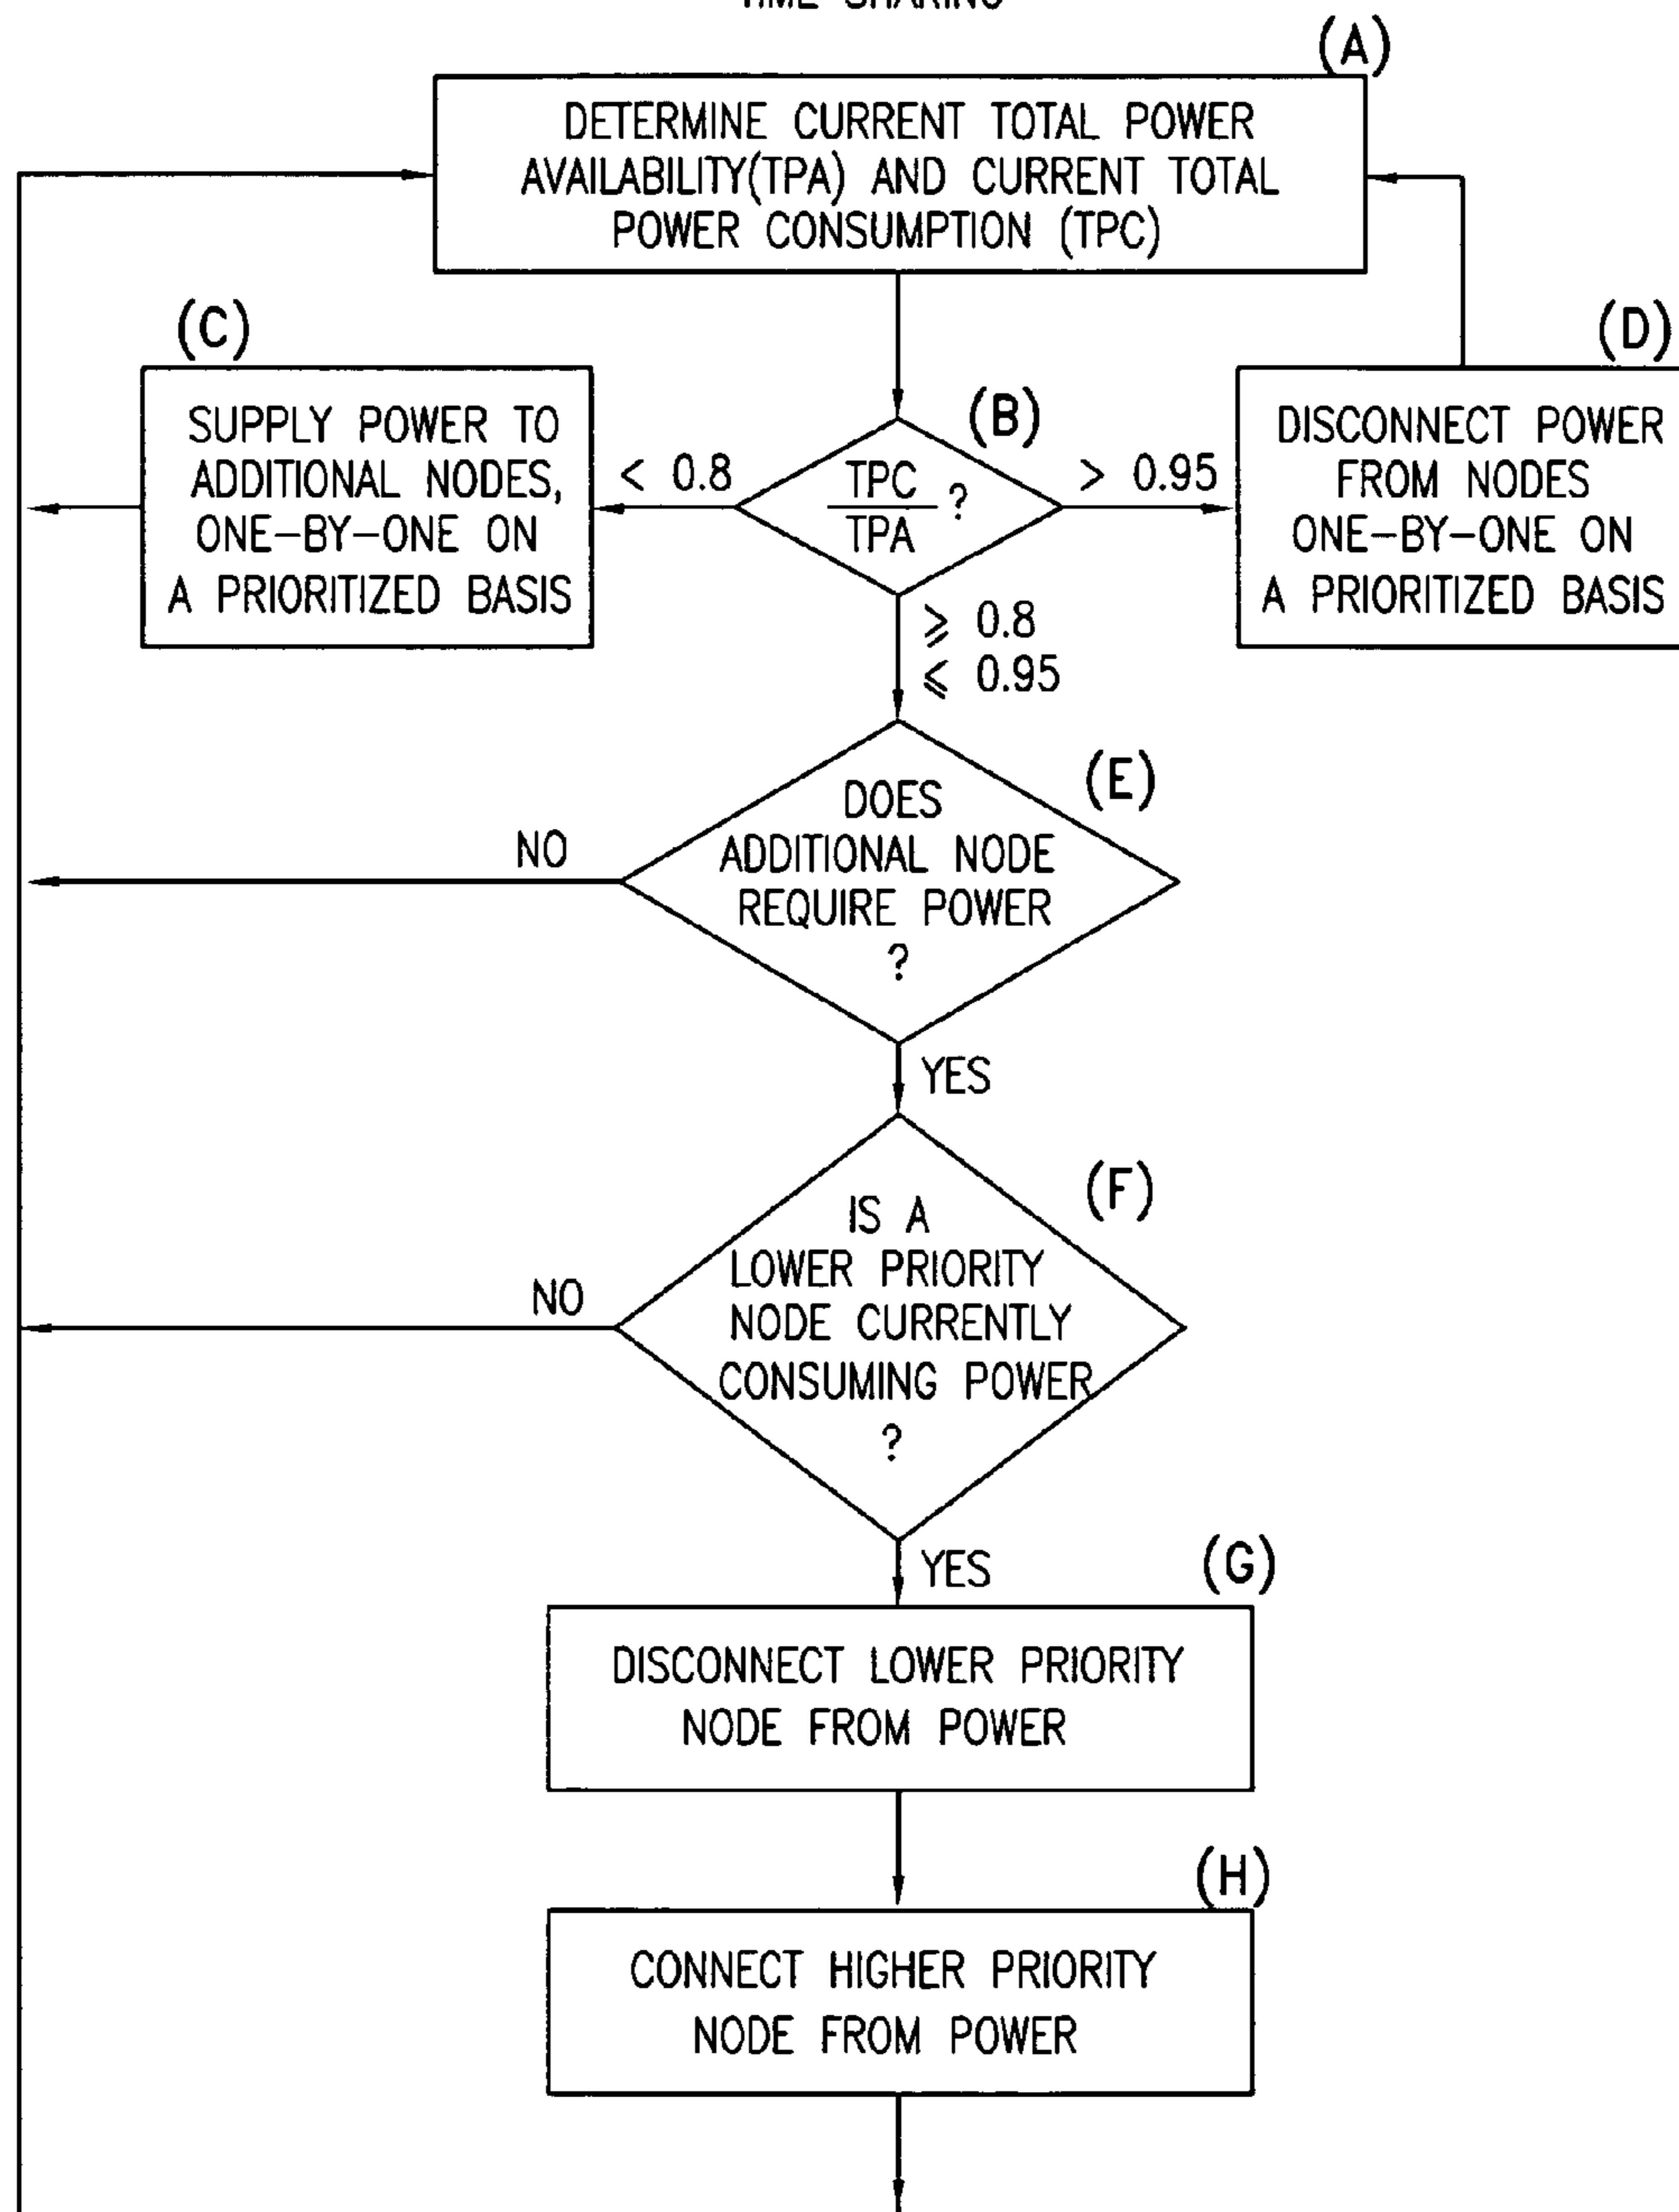 TIME SHARING
(A)
DETERMINE CURRENT TOTAL POWER
AVAILABILITY(TPA) AND CURRENT TOTAL
POWER CONSUMPTION (TPC)
(C)
SUPPLY POWER TO
ADDITIONAL NODES,
ONE-BY-ONE ON
A PRIORITIZED BASIS
< 0.8
(B)
TPC
TPA
?
> 0.95
(D)
DISCONNECT POWER
FROM NODES
ONE-BY-ONE ON
A PRIORITIZED BASIS
⩾ 0.8
⩽ 0.95
(E)
DOES
ADDITIONAL NODE
REQUIRE POWER
?
NO
YES
(F)
IS A
LOWER PRIORITY
NODE CURRENTLY
CONSUMING POWER
?
NO
YES
(G)
DISCONNECT LOWER PRIORITY
NODE FROM POWER
(H)
CONNECT HIGHER PRIORITY
NODE FROM POWER